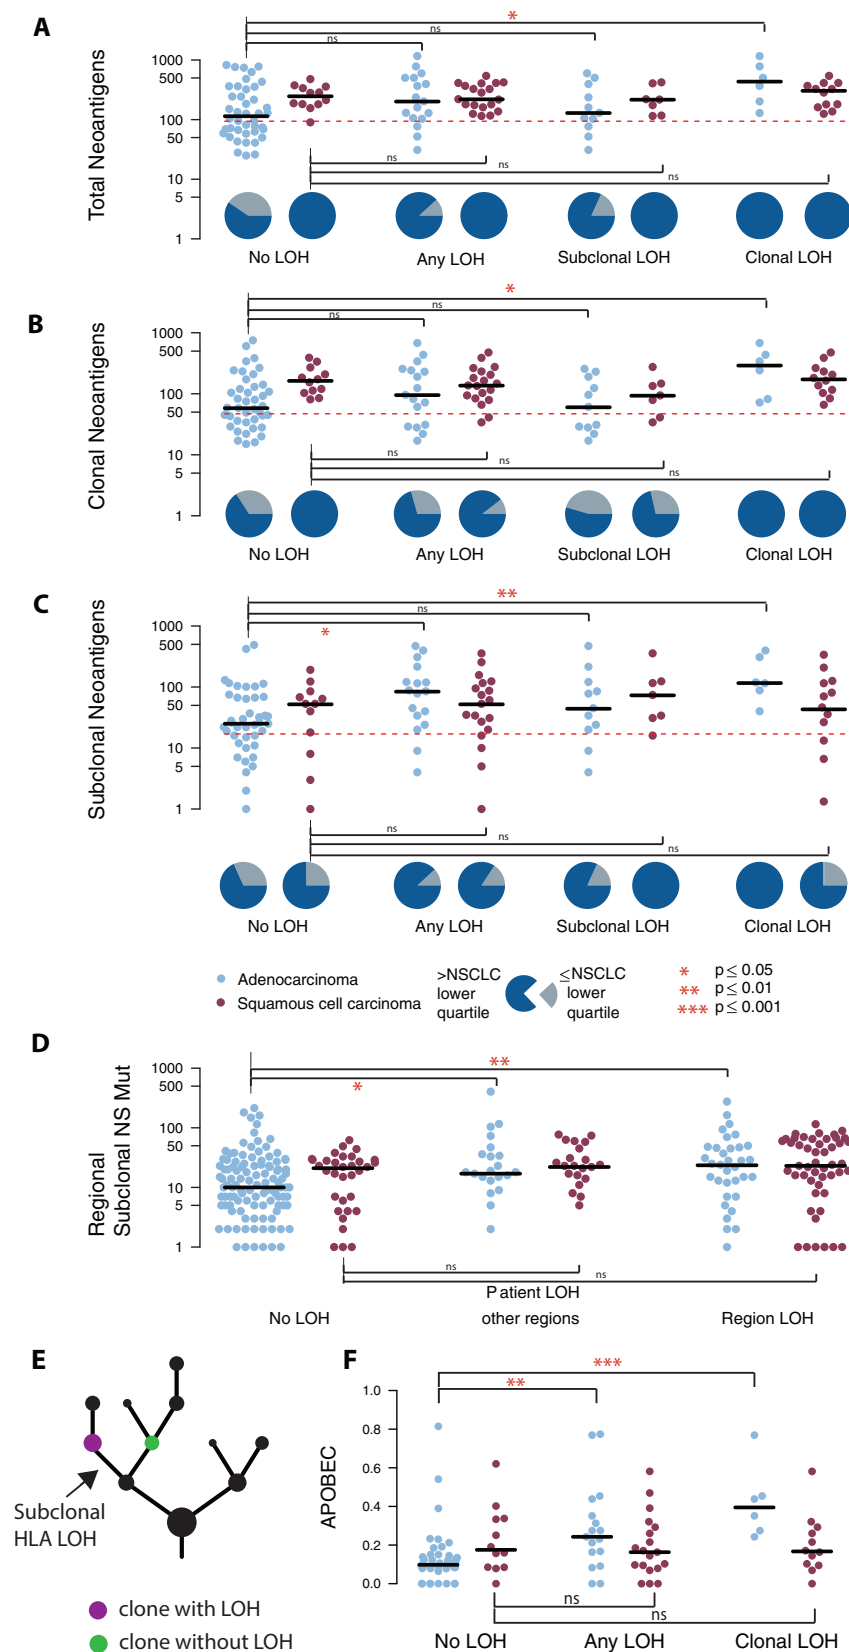 A
Total Neoantigens
*
ns
ns
1000
500
100
50
10
5
1
ns
ns
ns
No LOH
Any LOH
Subclonal LOH
Clonal LOH
B
Clonal Neoantigens
*
ns
ns
1000
500
100
50
10
5
1
ns
ns
ns
No LOH
Any LOH
Subclonal LOH
Clonal LOH
C
Subclonal Neoantigens
**
ns
*
1000
500
100
50
10
5
1
ns
ns
ns
No LOH
Any LOH
Subclonal LOH
Clonal LOH
Adenocarcinoma
Squamous cell carcinoma
>NSCLC
lower
quartile
≤NSCLC
lower
quartile
* p ≤ 0.05
** p ≤ 0.01
*** p ≤ 0.001
D
Regional
Subclonal NS Mut
**
*
1000
500
100
50
10
5
1
ns
ns
No LOH
Patient LOH
other regions
Region LOH
E
Subclonal
HLA LOH
clone with LOH
clone without LOH
F
APOBEC
***
**
1.0
0.8
0.6
0.4
0.2
0.0
ns
ns
No LOH
Any LOH
Clonal LOH